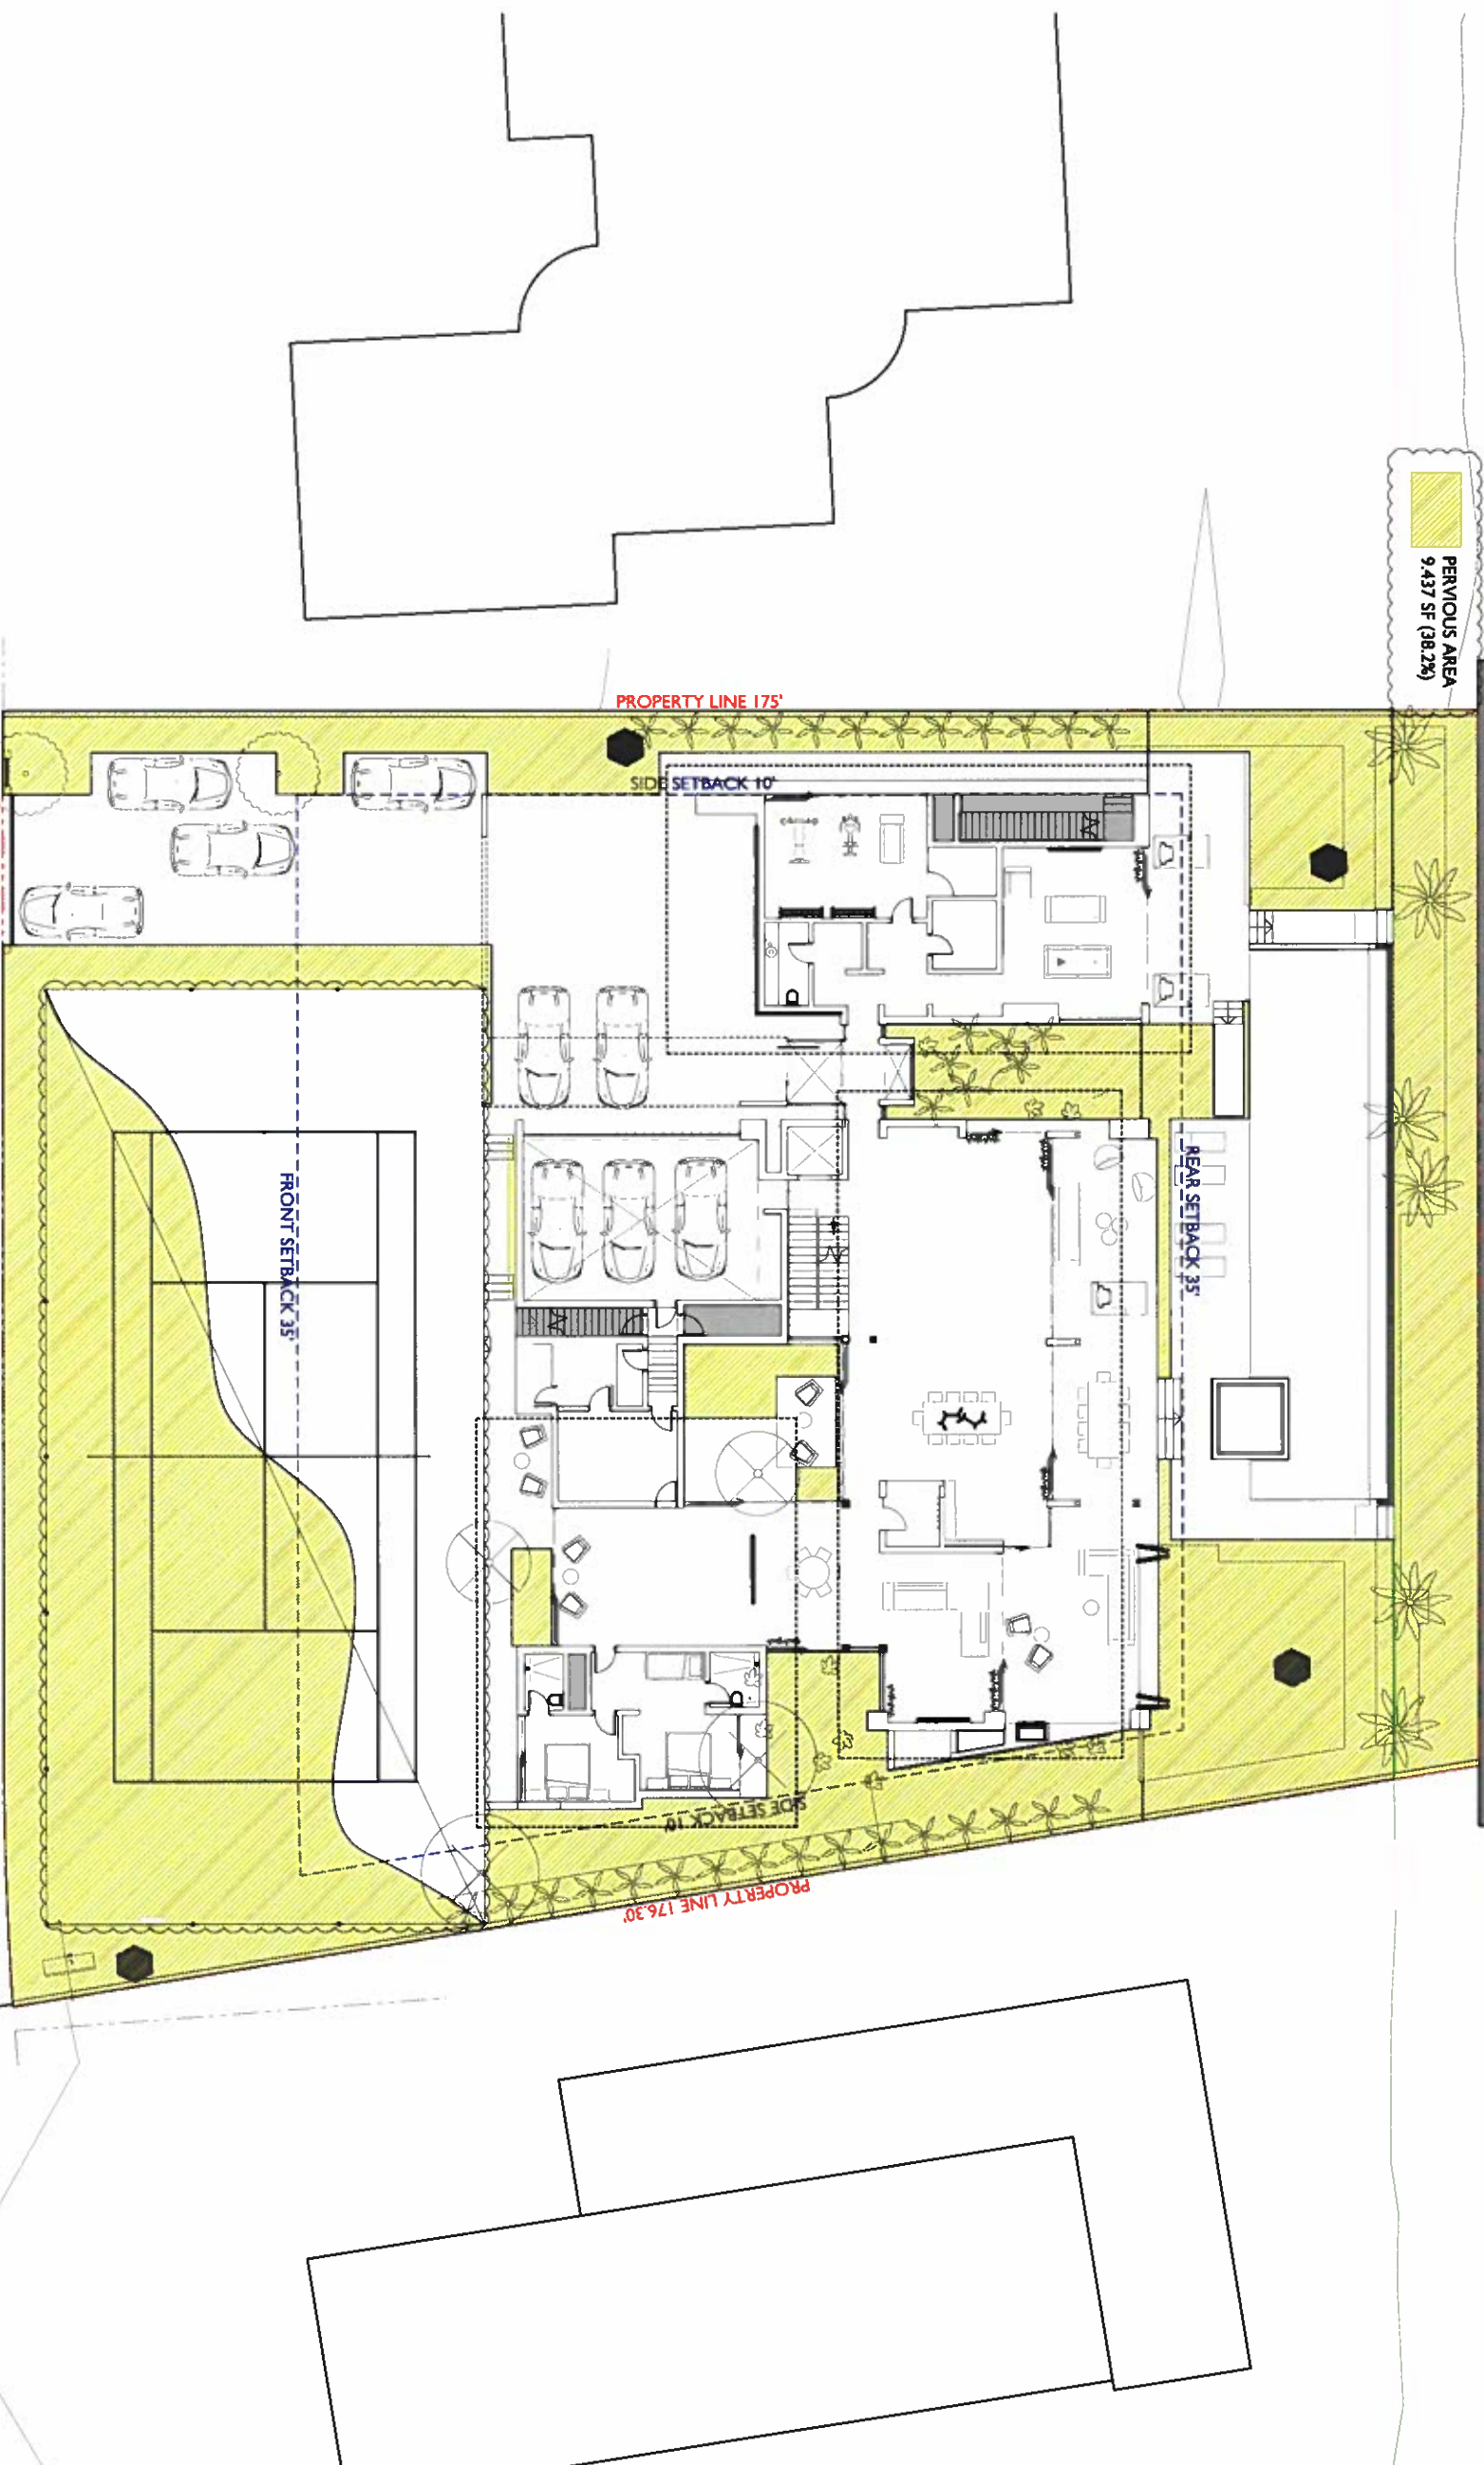 PERVIOUS AREA
9.437 SF (38.2%)
PROPERTY LINE 175'
SIDE SETBACK 10'
FRONT SETBACK 35'
REAR SETBACK 35'
SIDE SETBACK 10'
PROPERTY LINE 176.30'